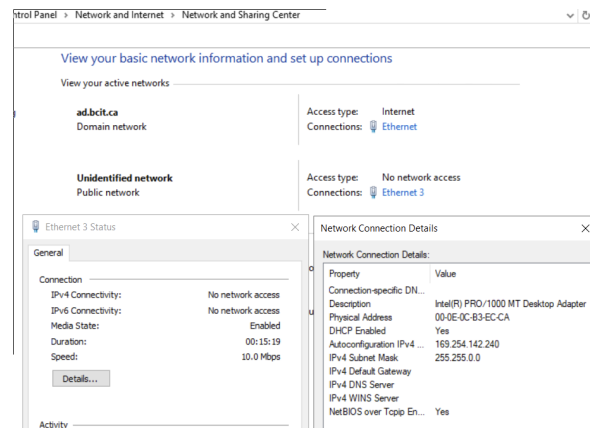 ntrol Panel > Network and Internet > Network and Sharing Center
View your basic network information and set up connections
View your active networks
ad.bcit.ca
Domain network
Access type: Internet
Connections: Ethernet
Unidentified network
Public network
Access type: No network access
Connections: Ethernet 3
Ethernet 3 Status
General
Connection
IPv4 Connectivity: No network access
IPv6 Connectivity: No network access
Media State: Enabled
Duration: 00:15:19
Speed: 10.0 Mbps
Details...
Activity
Network Connection Details
Network Connection Details:
Property Value
Connection-specific DN...
Description Intel(R) PRO/1000 MT Desktop Adapter
Physical Address 00-0E-0C-B3-EC-CA
DHCP Enabled Yes
Autoconfiguration IPv4 ... 169.254.142.240
IPv4 Subnet Mask 255.255.0.0
IPv4 Default Gateway
IPv4 DNS Server
IPv4 WINS Server
NetBIOS over Tcpip En... Yes